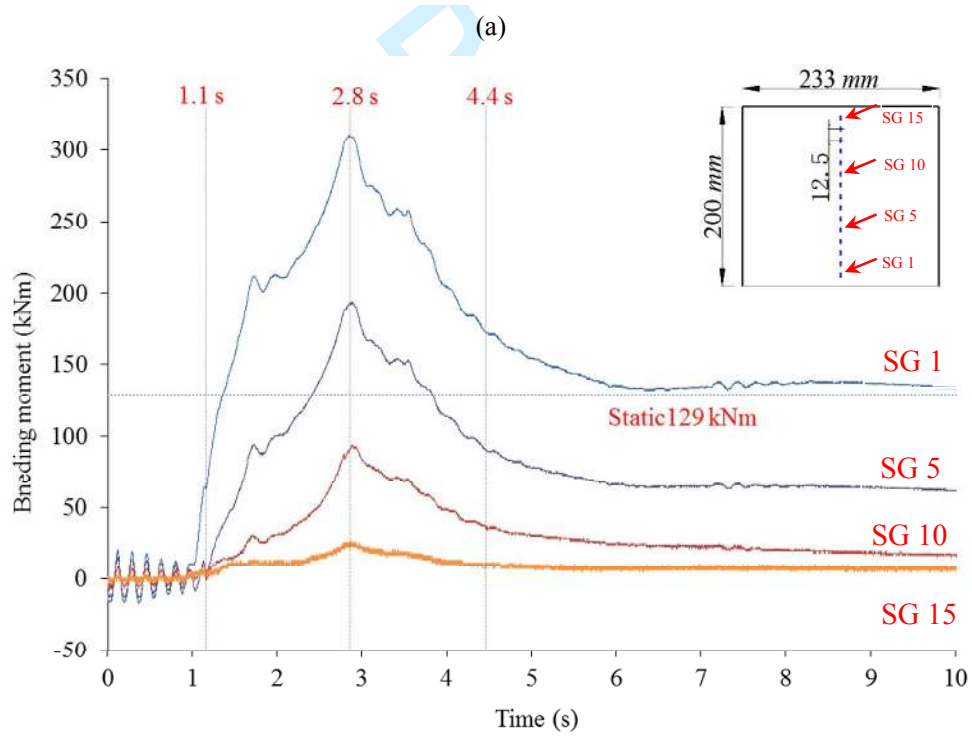 (a)
350
300
250
200
150
100
50
0
-50
Bneding moment (kNm)
1.1 s
2.8 s
4.4 s
233 mm
200 mm
12.5
SG 15
SG 10
SG 5
SG 1
SG 1
Static129 kNm
SG 5
SG 10
SG 15
0 1 2 3 4 5 6 7 8 9 10
Time (s)